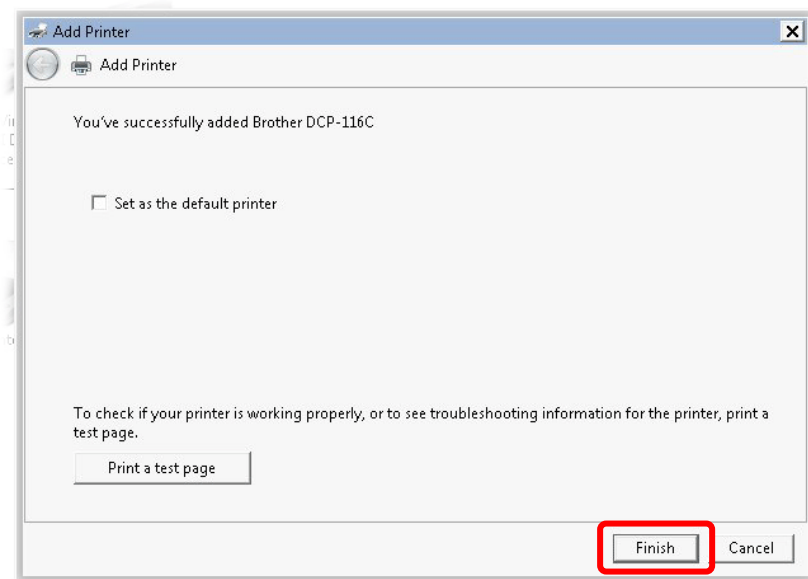 Add Printer
Add Printer
You've successfully added Brother DCP-116C
Set as the default printer
To check if your printer is working properly, or to see troubleshooting information for the printer, print a
test page.
Print a test page
Finish Cancel